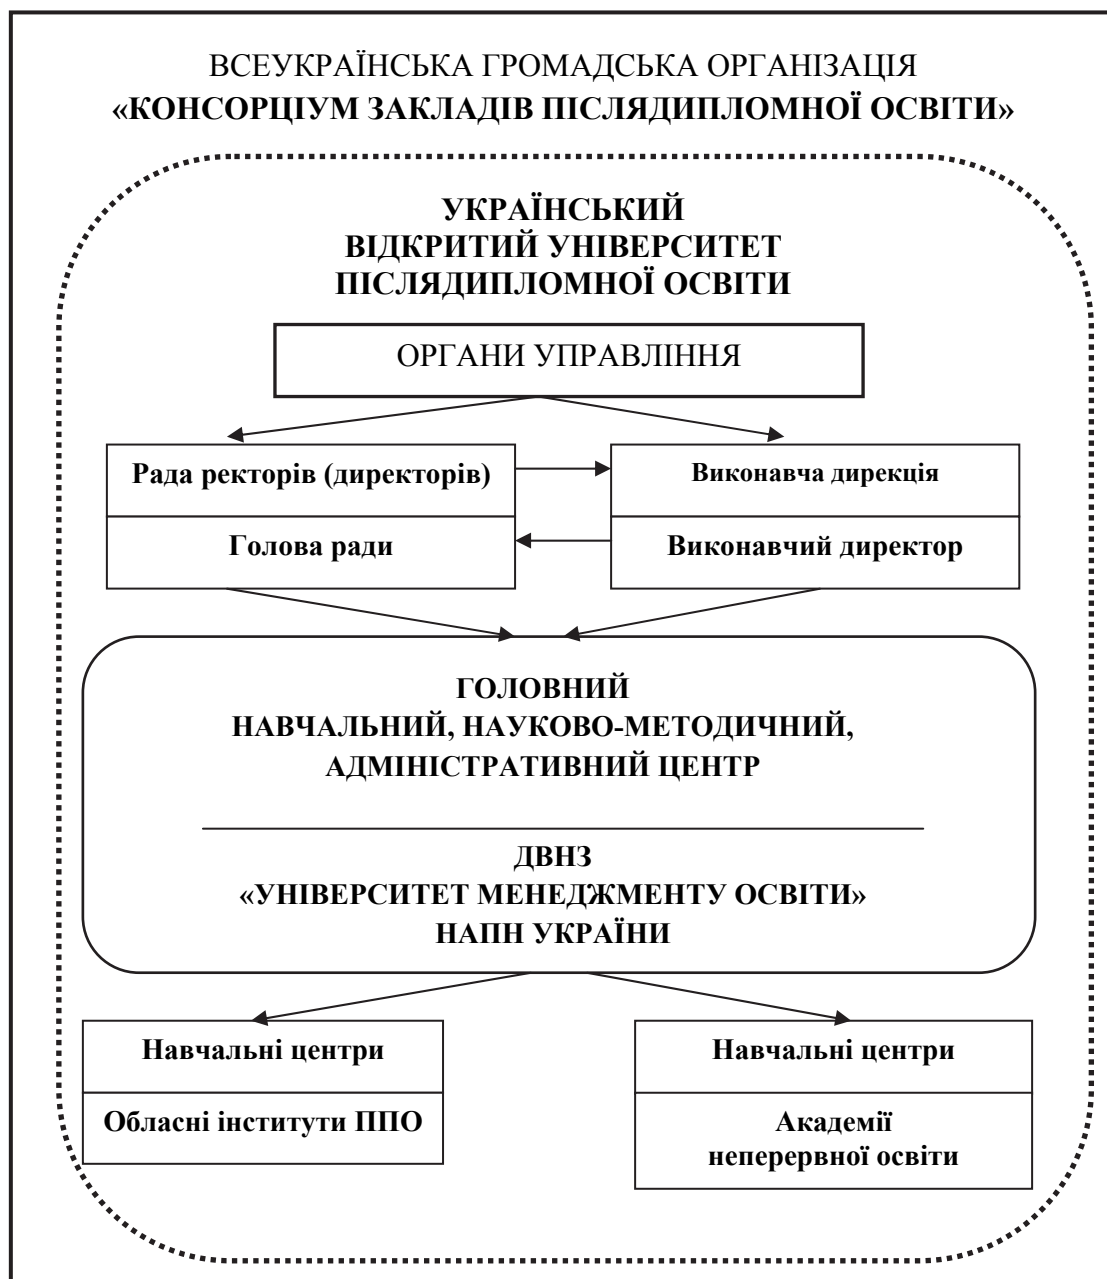 ВСЕУКРАЇНСЬКА ГРОМАДСЬКА ОРГАНІЗАЦІЯ
«КОНСОРЦІУМ ЗАКЛАДІВ ПІСЛЯДИПЛОМНОЇ ОСВІТИ»
УКРАЇНСЬКИЙ
ВІДКРИТИЙ УНІВЕРСИТЕТ
ПІСЛЯДИПЛОМНОЇ ОСВІТИ
ОРГАНИ УПРАВЛІННЯ
Рада ректорів (директорів)
Голова ради
Виконавча дирекція
Виконавчий директор
ГОЛОВНИЙ
НАВЧАЛЬНИЙ, НАУКОВО-МЕТОДИЧНИЙ,
АДМІНІСТРАТИВНИЙ ЦЕНТР
ДВНЗ
«УНІВЕРСИТЕТ МЕНЕДЖМЕНТУ ОСВІТИ»
НАПН УКРАЇНИ
Навчальні центри
Обласні інститути ППО
Навчальні центри
Академії
неперервної освіти